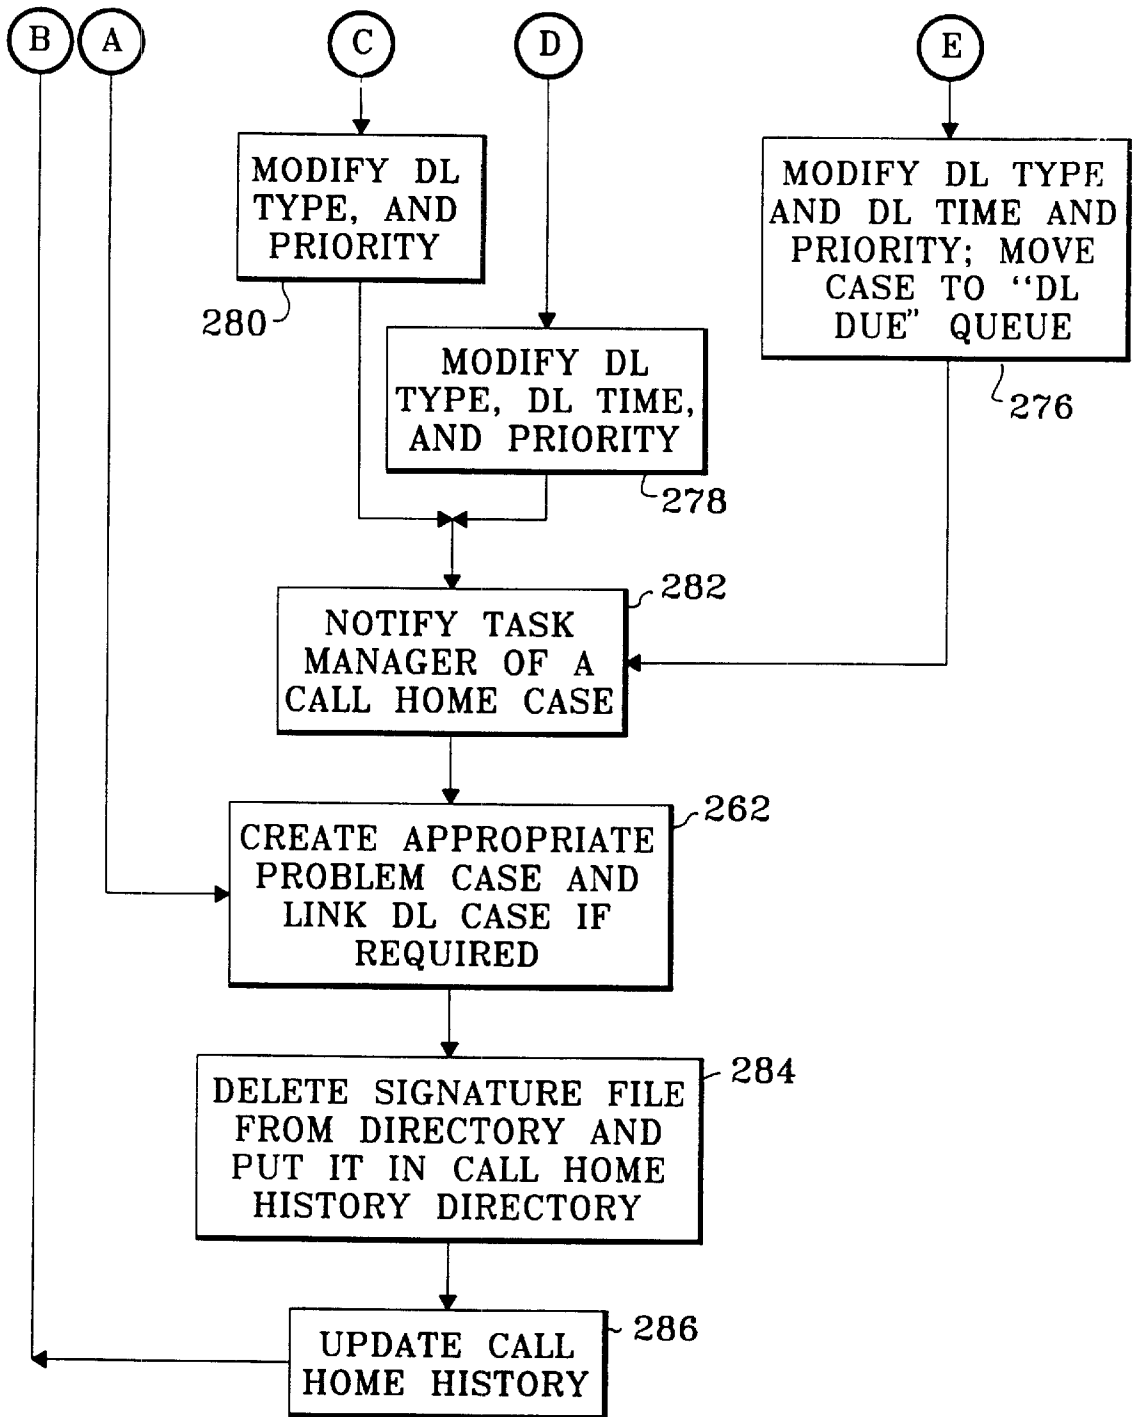 B
A
C
D
E
MODIFY DL
TYPE, AND
PRIORITY
280
MODIFY DL
TYPE, DL TIME,
AND PRIORITY
278
MODIFY DL TYPE
AND DL TIME AND
PRIORITY; MOVE
CASE TO “DL
DUE” QUEUE
276
282
NOTIFY TASK
MANAGER OF A
CALL HOME CASE
262
CREATE APPROPRIATE
PROBLEM CASE AND
LINK DL CASE IF
REQUIRED
284
DELETE SIGNATURE FILE
FROM DIRECTORY AND
PUT IT IN CALL HOME
HISTORY DIRECTORY
286
UPDATE CALL
HOME HISTORY